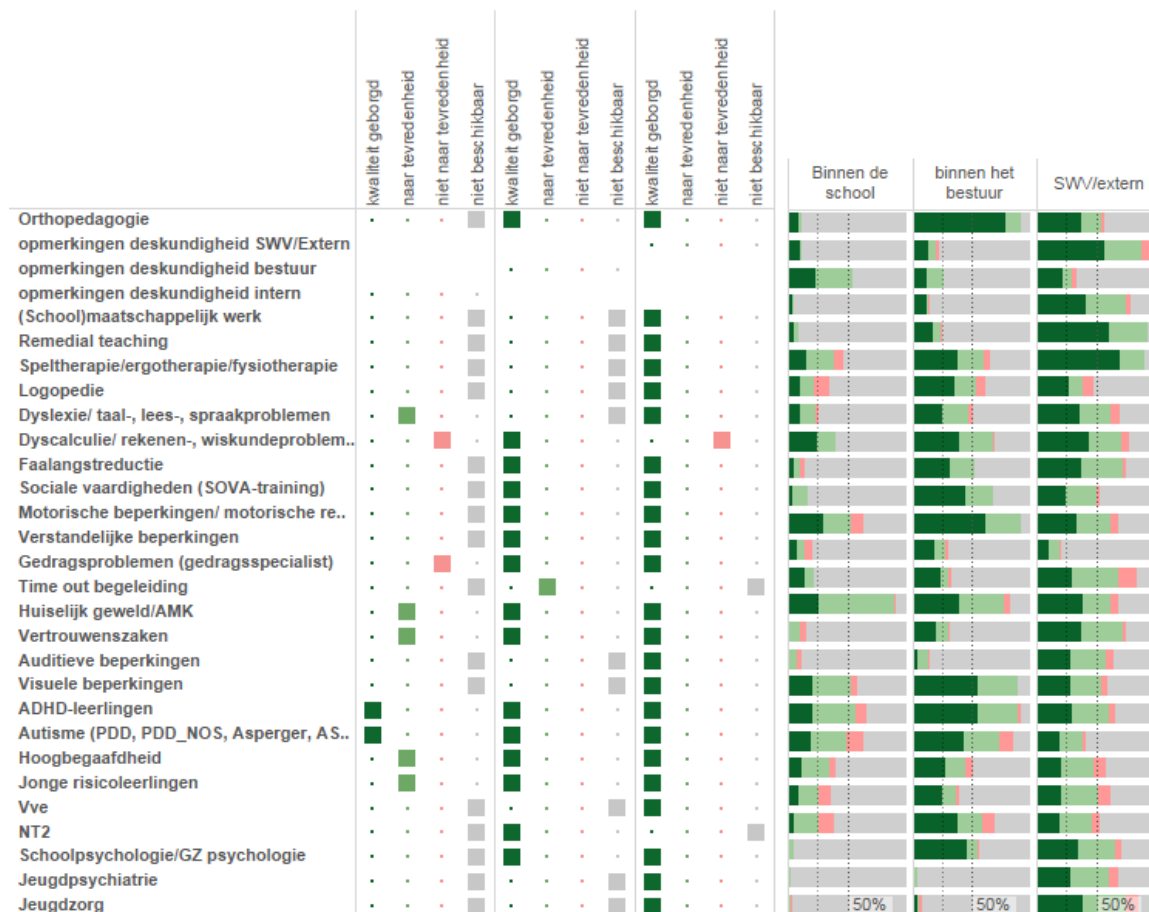 kwaliteit geborgd
naar tevredenheid
niet naar tevredenheid
niet beschikbaar
kwaliteit geborgd
naar tevredenheid
niet naar tevredenheid
niet beschikbaar
kwaliteit geborgd
naar tevredenheid
niet naar tevredenheid
niet beschikbaar
Binnen de
school
binnen het
bestuur
SWV/extern
Orthopedagogie
opmerkingen deskundigheid SWV/Extern
opmerkingen deskundigheid bestuur
opmerkingen deskundigheid intern
(School)maatschappelijk werk
Remedial teaching
Speltherapie/ergotherapie/fysiotherapie
Logopedie
Dyslexie/ taal-, lees-, spraakproblemen
Dyscalculie/ rekenen-, wiskundeproblem..
Faalangstreductie
Sociale vaardigheden (SOVA-training)
Motorische beperkingen/ motorische re..
Verstandelijke beperkingen
Gedragsproblemen (gedragsspecialist)
Time out begeleiding
Huiselijk geweld/AMK
Vertrouwenszaken
Auditieve beperkingen
Visuele beperkingen
ADHD-leerlingen
Autisme (PDD, PDD_NOS, Asperger, AS..
Hoogbegaafdheid
Jonge risicoleerlingen
Vve
NT2
Schoolpsychologie/GZ psychologie
Jeugdpsychiatrie
Jeugdzorg
50%
50%
50%